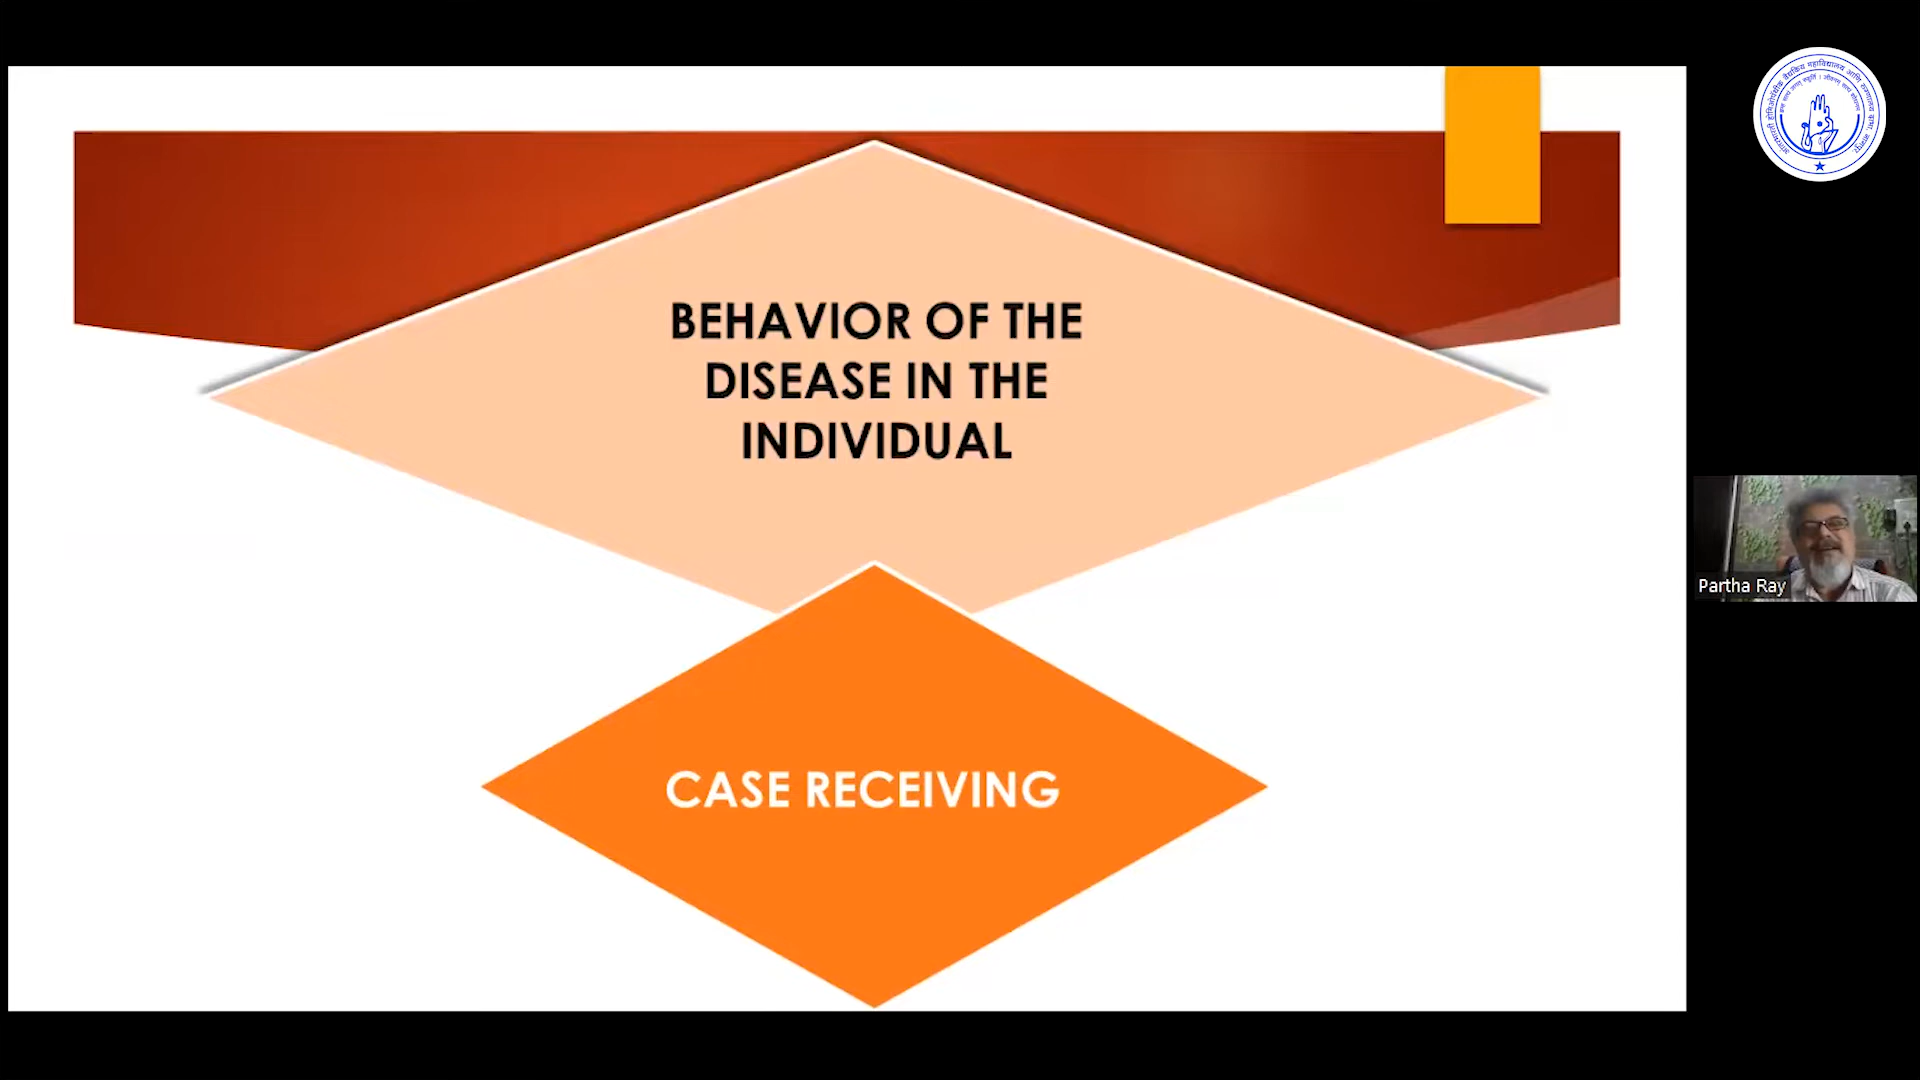 BEHAVIOR OF THE
DISEASE IN THE
INDIVIDUAL
CASE RECEIVING
Partha Ray